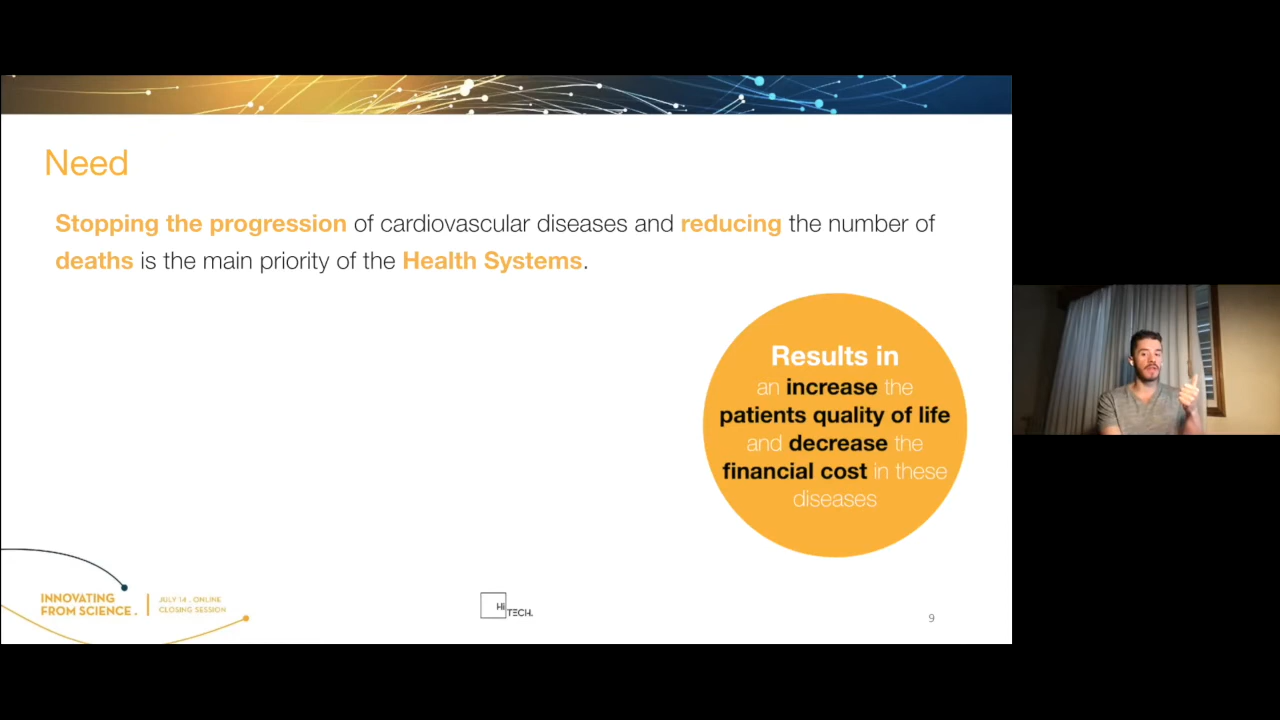 Need
Stopping the progression of cardiovascular diseases and reducing the number of
deaths is the main priority of the Health Systems.
Results in
an increase the
patients quality of life
and decrease the
financial cost in these
diseases
INNOVATING
FROM SCIENCE.
JULY 14 . ONLINE
CLOSING SESSION
Hi
TECH.
9